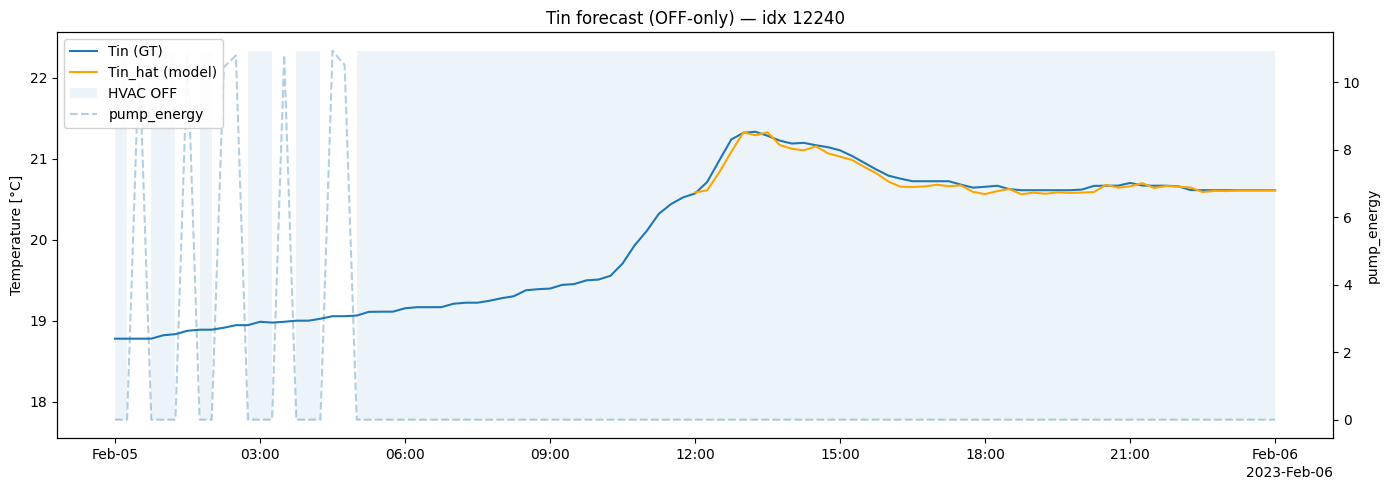 Tin forecast (OFF-only) — idx 12240
Tin (GT)
Tin_hat (model)
HVAC OFF
pump_energy
Temperature [°C]
22
21
20
19
18
10
8
6
4
2
0
pump_energy
Feb-05
03:00
06:00
09:00
12:00
15:00
18:00
21:00
Feb-06
2023-Feb-06